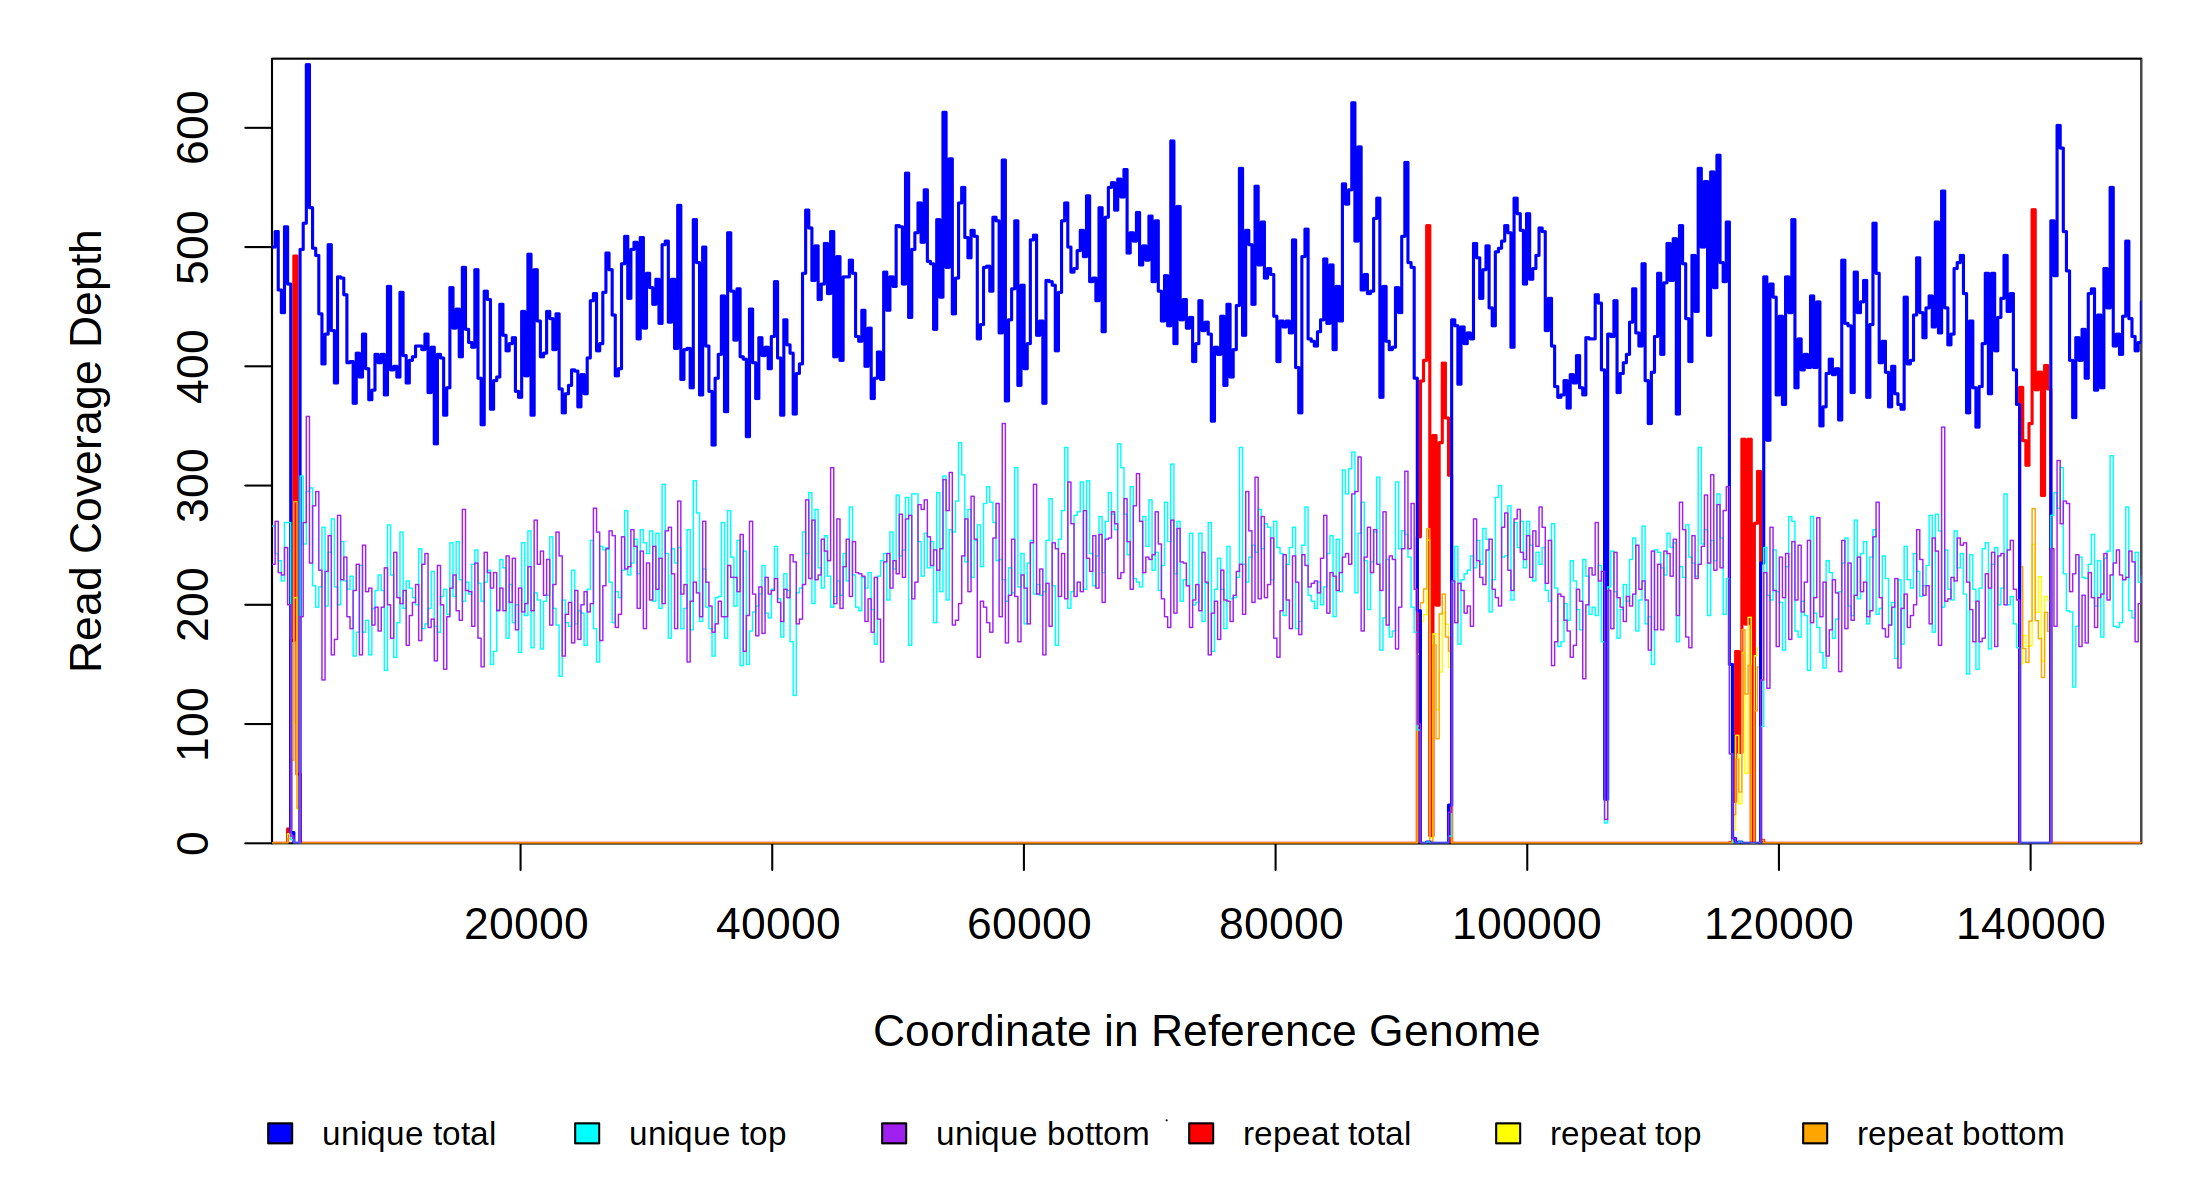 Read Coverage Depth
600
500
400
300
200
100
0
20000 40000 60000 80000 100000 120000 140000
Coordinate in Reference Genome
unique total unique top unique bottom repeat total repeat top repeat bottom